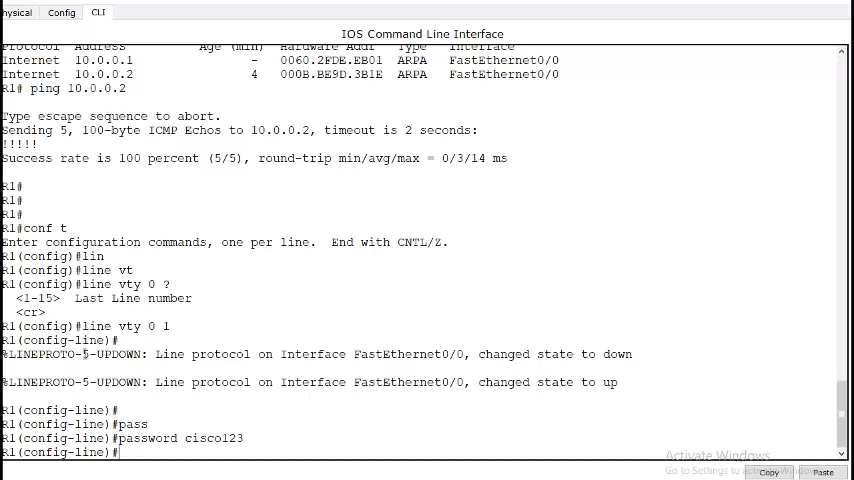 hysical Config CLI
IOS Command Line Interface
Protocol Address Age (min) Hardware Addr Type Interface
Internet 10.0.0.1 - 0060.2FDE.EB01 ARPA FastEthernet0/0
Internet 10.0.0.2 4 000B.BE9D.3B1E ARPA FastEthernet0/0
R1# ping 10.0.0.2
Type escape sequence to abort.
Sending 5, 100-byte ICMP Echos to 10.0.0.2, timeout is 2 seconds:
!!!!!
Success rate is 100 percent (5/5), round-trip min/avg/max = 0/3/14 ms
R1#
R1#
R1#
R1#conf t
Enter configuration commands, one per line. End with CNTL/Z.
R1(config)#lin
R1(config)#line vt
R1(config)#line vty 0 ?
<1-15> Last Line number
<cr>
R1(config)#line vty 0 1
R1(config-line)#
%LINEPROTO-5-UPDOWN: Line protocol on Interface FastEthernet0/0, changed state to down
%LINEPROTO-5-UPDOWN: Line protocol on Interface FastEthernet0/0, changed state to up
R1(config-line)#
R1(config-line)#pass
R1(config-line)#password cisco123
R1(config-line)#
Activate Windows
Go to Settings to activate Windows.
Copy Paste